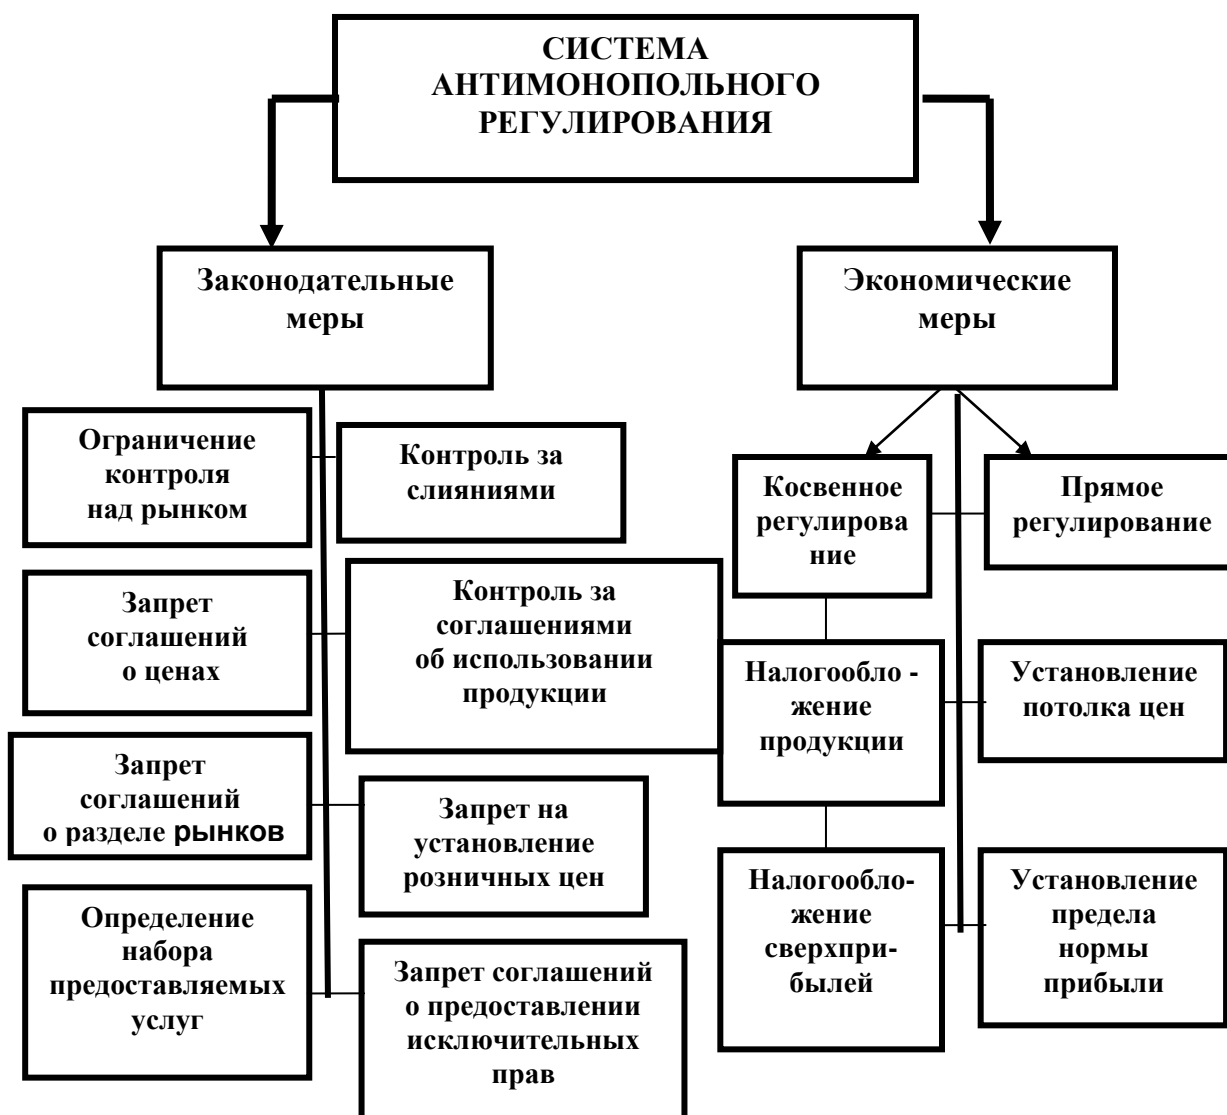 СИСТЕМА
АНТИМОНОПОЛЬНОГО
РЕГУЛИРОВАНИЯ
Законодательные
меры
Экономические
меры
Ограничение
контроля
над рынком
Контроль за
слияниями
Косвенное
регулирова
ние
Прямое
регулирование
Запрет
соглашений
о ценах
Контроль за
соглашениями
об использовании
продукции
Налогообло -
жение
продукции
Установление
потолка цен
Запрет
соглашений
о разделе рынков
Запрет на
установление
розничных цен
Налогообло-
жение
сверхпри-
былей
Установление
предела
нормы
прибыли
Определение
набора
предоставляемых
услуг
Запрет соглашений
о предоставлении
исключительных
прав